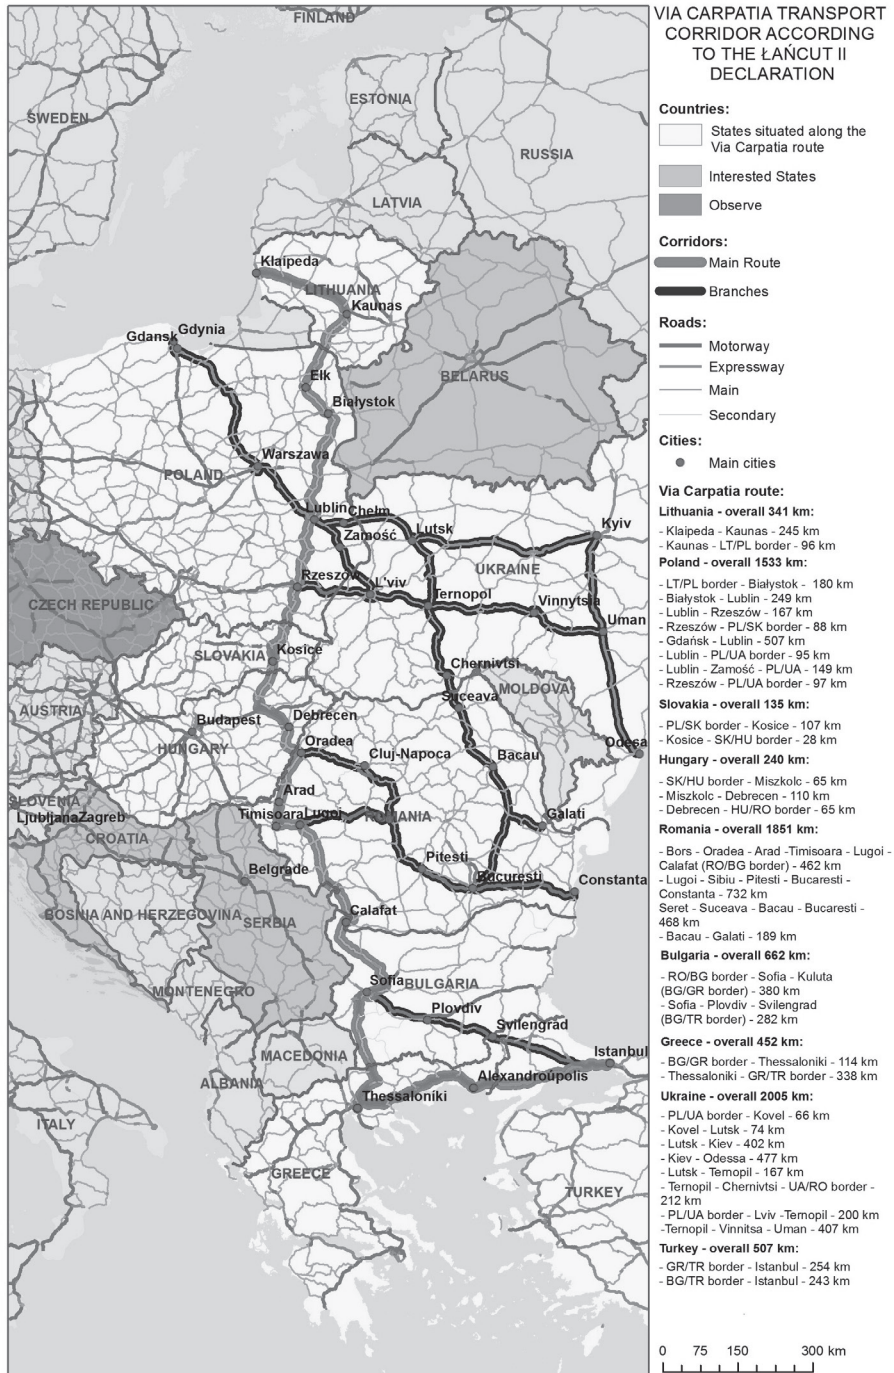 VIA CARPATIA TRANSPORT
CORRIDOR ACCORDING
TO THE ŁAŃCUT II
DECLARATION
Countries:
States situated along the
Via Carpatia route
Interested States
Observe
Corridors:
Main Route
Branches
Roads:
Motorway
Expressway
Main
Secondary
Cities:
Main cities
Via Carpatia route:
Lithuania - overall 341 km:
- Klaipeda - Kaunas - 245 km
- Kaunas - LT/PL border - 96 km
Poland - overall 1533 km:
- LT/PL border - Białystok - 180 km
- Białystok - Lublin - 249 km
- Lublin - Rzeszów - 167 km
- Rzeszów - PL/SK border - 88 km
- Gdańsk - Lublin - 507 km
- Lublin - PL/UA border - 95 km
- Lublin - Zamość - PL/UA - 149 km
- Rzeszów - PL/UA border - 97 km
Slovakia - overall 135 km:
- PL/SK border - Kosice - 107 km
- Kosice - SK/HU border - 28 km
Hungary - overall 240 km:
- SK/HU border - Miszkolc - 65 km
- Miszkolc - Debrecen - 110 km
- Debrecen - HU/RO border - 65 km
Romania - overall 1851 km:
- Bors - Oradea - Arad -Timisoara - Lugoi -
Calafat (RO/BG border) - 462 km
- Lugoi - Sibiu - Pitesti - Bucaresti -
Constanta - 732 km
Seret - Suceava - Bacau - Bucaresti -
468 km
- Bacau - Galati - 189 km
Bulgaria - overall 662 km:
- RO/BG border - Sofia - Kuluta
(BG/GR border) - 380 km
- Sofia - Plovdiv - Svilengrad
(BG/TR border) - 282 km
Greece - overall 452 km:
- BG/GR border - Thessaloniki - 114 km
- Thessaloniki - GR/TR border - 338 km
Ukraine - overall 2005 km:
- PL/UA border - Kovel - 66 km
- Kovel - Lutsk - 74 km
- Lutsk - Kiev - 402 km
- Kiev - Odessa - 477 km
- Lutsk - Ternopil - 167 km
- Ternopil - Chernivtsi - UA/RO border -
212 km
- PL/UA border - Lviv -Ternopil - 200 km
-Ternopil - Vinnitsa - Uman - 407 km
Turkey - overall 507 km:
- GR/TR border - Istanbul - 254 km
- BG/TR border - Istanbul - 243 km
0 75 150 300 km
FINLAND
SWEDEN
ESTONIA
RUSSIA
LATVIA
Klaipeda
LITHUANIA
Kaunas
Gdansk
Gdynia
Ełk
BELARUS
Białystok
Warszawa
POLAND
Lublin
Chełm
Zamość
Lutsk
Kyiv
UKRAINE
Rzeszów
L'viv
Ternopol
Vinnytsia
Uman
CZECH REPUBLIC
SLOVAKIA
Kosice
Chernivtsi
Suceava
MOLDOVA
AUSTRIA
Budapest
HUNGARY
Debrecen
Oradea
Cluj-Napoca
Bacau
Odesa
Arad
SLOVENIA
Ljubljana
Zagreb
CROATIA
Timisoara
Lugoj
ROMANIA
Galati
Belgrade
Pitesti
Bucuresti
Constanta
BOSNIA AND HERZEGOVINA
SERBIA
Calafat
MONTENEGRO
Sofia
BULGARIA
Plovdiv
Svilengrad
Istanbul
MACEDONIA
ALBANIA
Alexandroúpolis
Thessaloníki
ITALY
GREECE
TURKEY